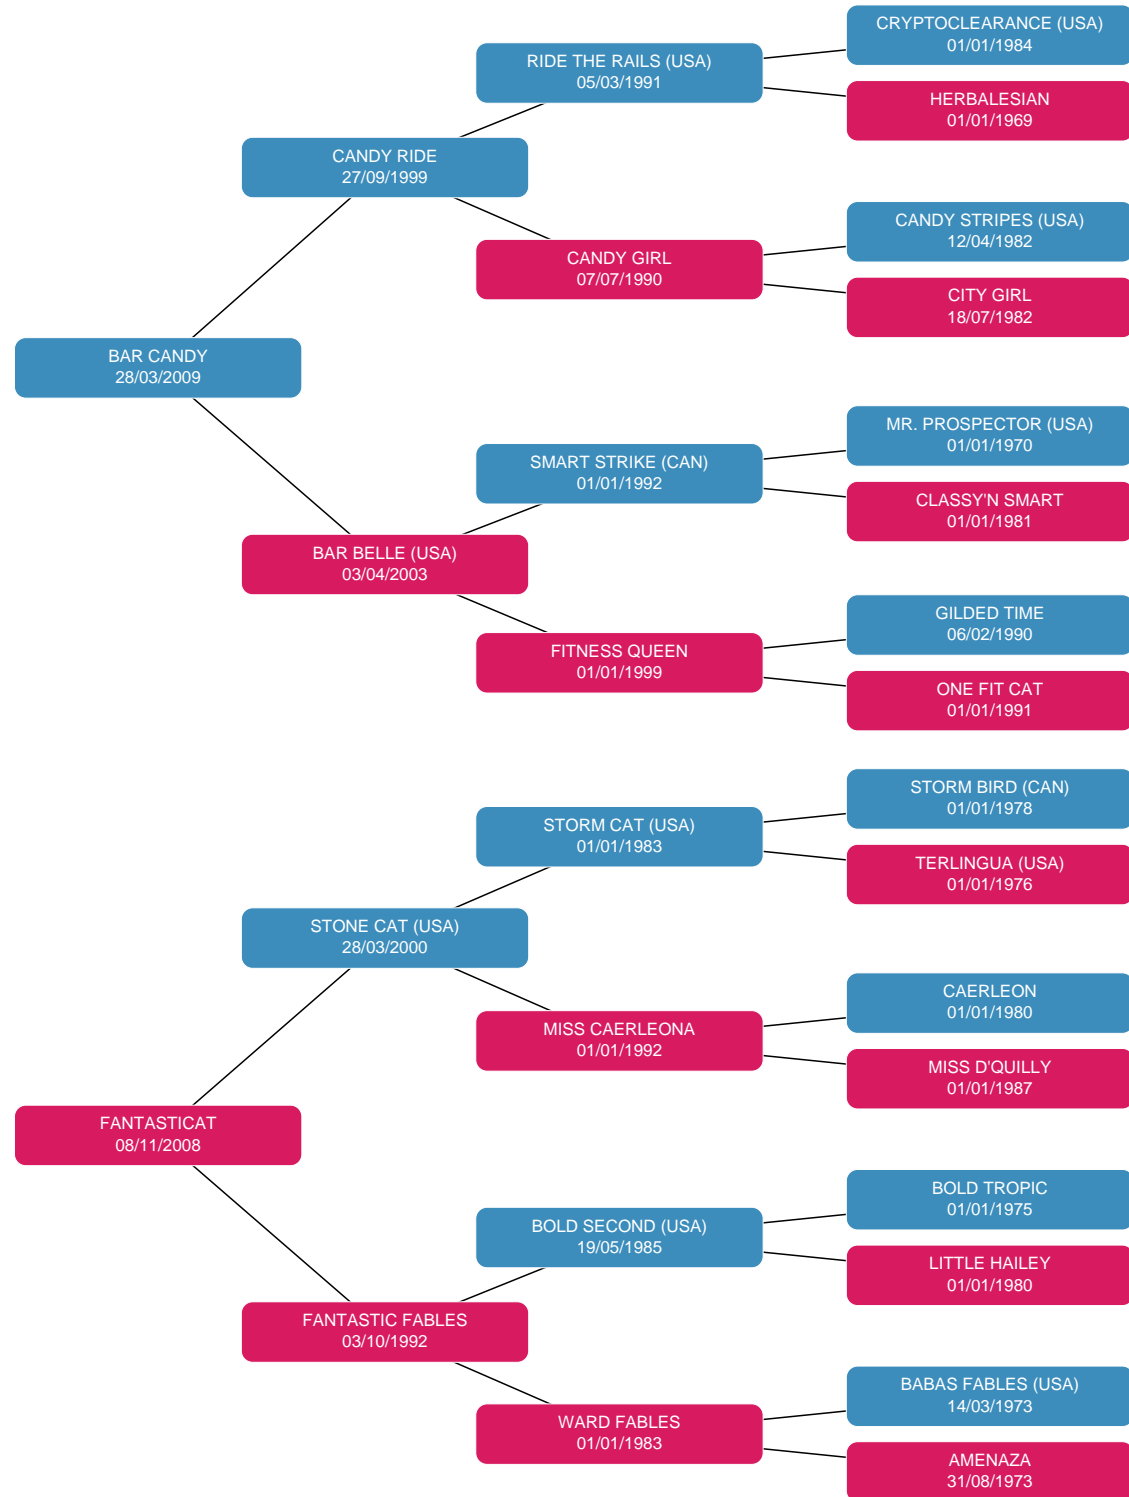 CRYPTOCLEARANCE (USA)
01/01/1984
RIDE THE RAILS (USA)
05/03/1991
HERBALESIAN
01/01/1969
CANDY RIDE
27/09/1999
CANDY STRIPES (USA)
12/04/1982
CANDY GIRL
07/07/1990
CITY GIRL
18/07/1982
BAR CANDY
28/03/2009
MR. PROSPECTOR (USA)
01/01/1970
SMART STRIKE (CAN)
01/01/1992
CLASSY'N SMART
01/01/1981
BAR BELLE (USA)
03/04/2003
GILDED TIME
06/02/1990
FITNESS QUEEN
01/01/1999
ONE FIT CAT
01/01/1991
STORM BIRD (CAN)
01/01/1978
STORM CAT (USA)
01/01/1983
TERLINGUA (USA)
01/01/1976
STONE CAT (USA)
28/03/2000
CAERLEON
01/01/1980
MISS CAERLEONA
01/01/1992
MISS D'QUILLY
01/01/1987
FANTASTICAT
08/11/2008
BOLD TROPIC
01/01/1975
BOLD SECOND (USA)
19/05/1985
LITTLE HAILEY
01/01/1980
FANTASTIC FABLES
03/10/1992
BABAS FABLES (USA)
14/03/1973
WARD FABLES
01/01/1983
AMENAZA
31/08/1973